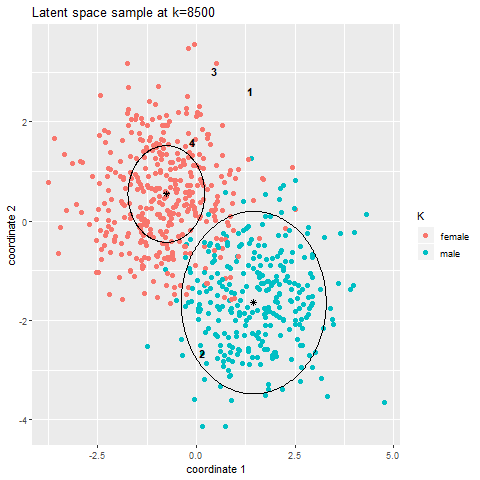 Latent space sample at k=8500
3
1
2
4
0
2
-2
-4
-2.5
0.0
2.5
5.0
coordinate 1
coordinate 2
K
female
male